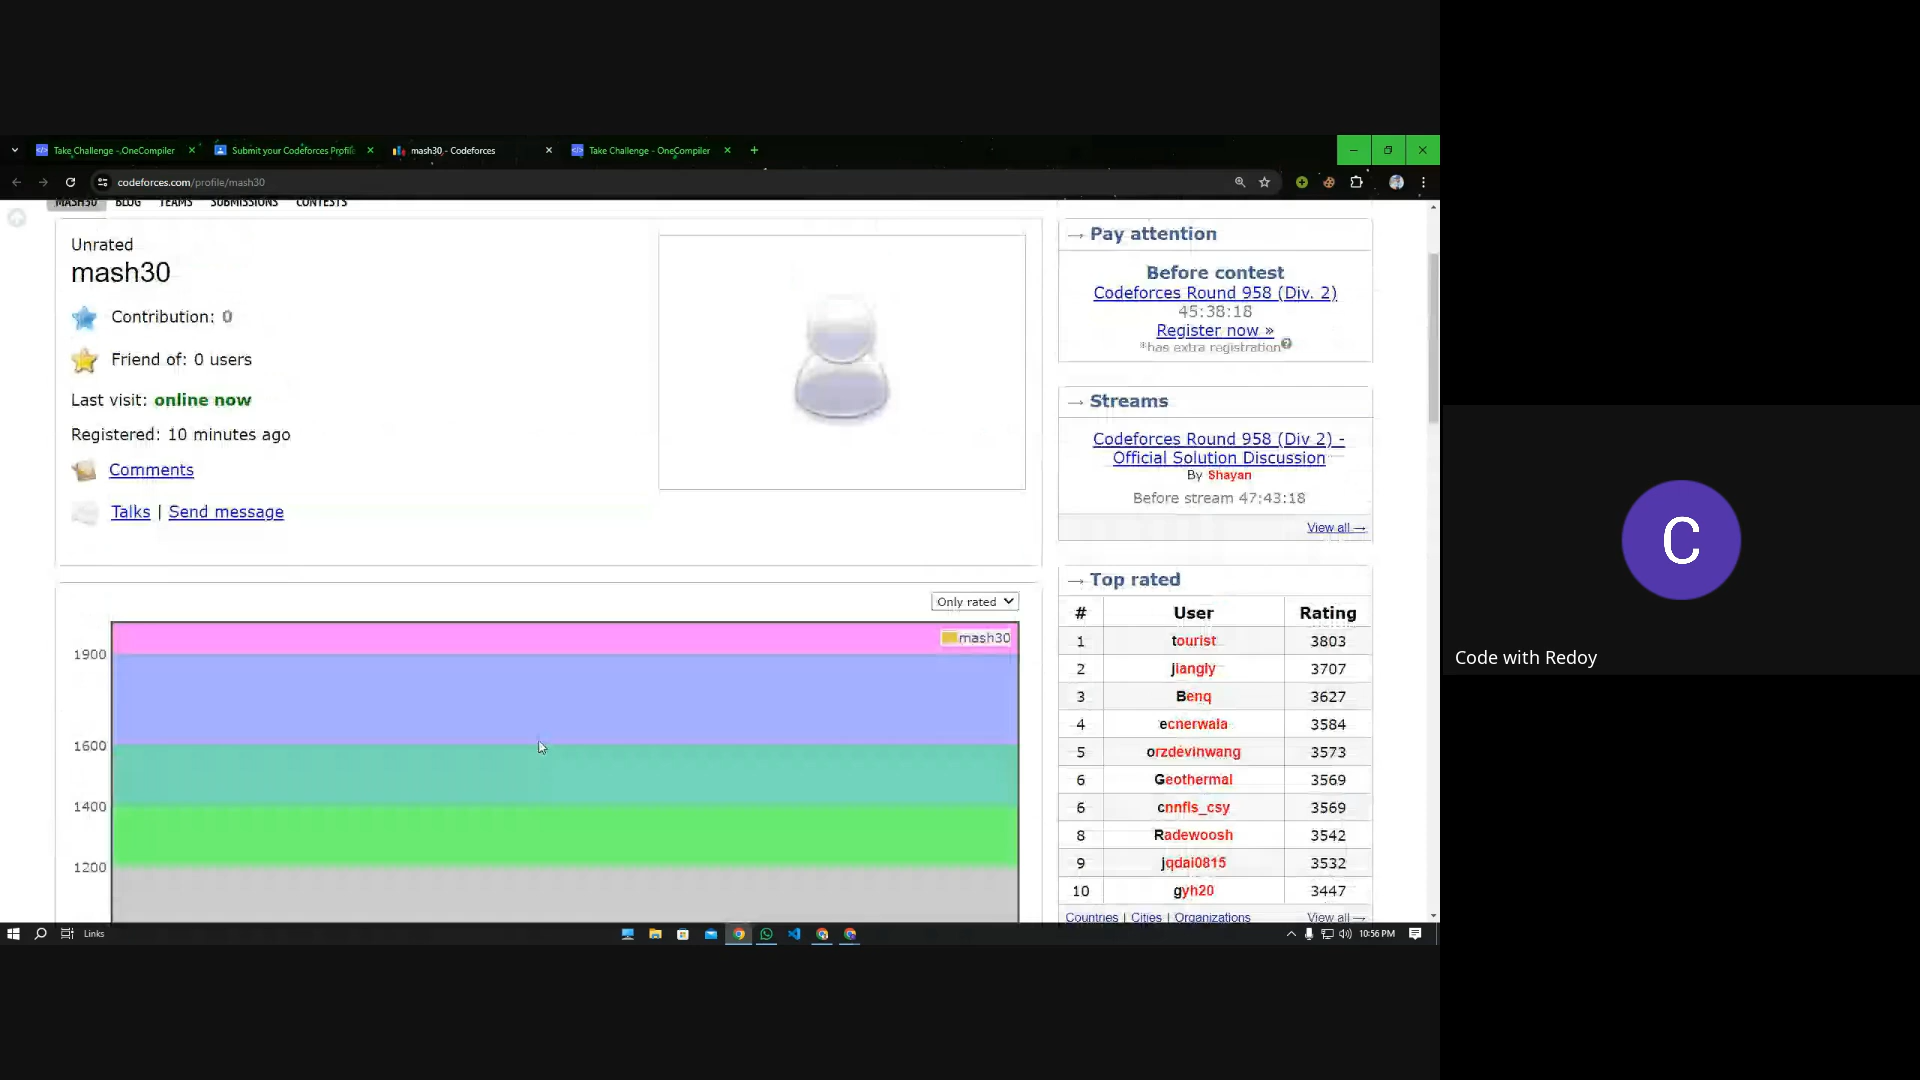 Take Challenge - OneCompiler
Submit your Codeforces Profil
mash30 - Codeforces
Take Challenge - OneCompiler
codeforces.com/profile/mash30
MASH30 BLOG TEAMS SUBMISSIONS CONTESTS
Unrated
mash30
Contribution: 0
Friend of: 0 users
Last visit: online now
Registered: 10 minutes ago
Comments
Talks | Send message
Only rated
mash30
1900
1600
1400
1200
→ Pay attention
Before contest
Codeforces Round 958 (Div. 2)
45:38:18
Register now »
*has extra registration
→ Streams
Codeforces Round 958 (Div 2) -
Official Solution Discussion
By Shayan
Before stream 47:43:18
View all →
→ Top rated
# User Rating
1 tourist 3803
2 jiangly 3707
3 Benq 3627
4 ecnerwala 3584
5 orzdevinwang 3573
6 Geothermal 3569
6 cnnfls_csy 3569
8 Radewoosh 3542
9 jqdai0815 3532
10 gyh20 3447
Countries | Cities | Organizations View all →
Links
10:56 PM
C
Code with Redoy